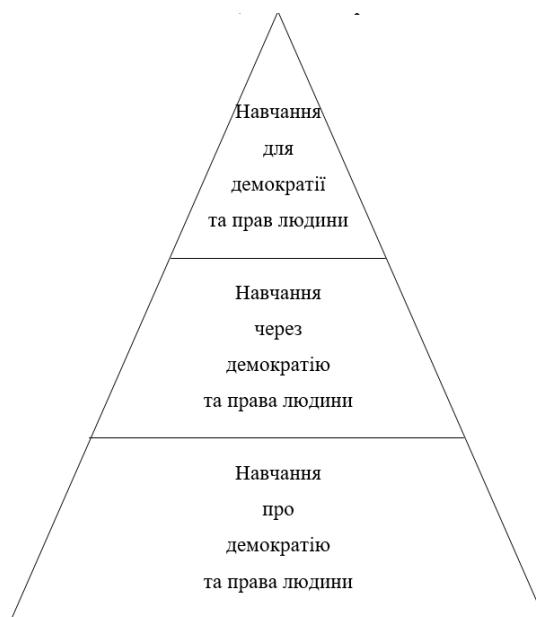 Навчання
для
демократії
та прав людини
Навчання
через
демократію
та права людини
Навчання
про
демократію
та права людини